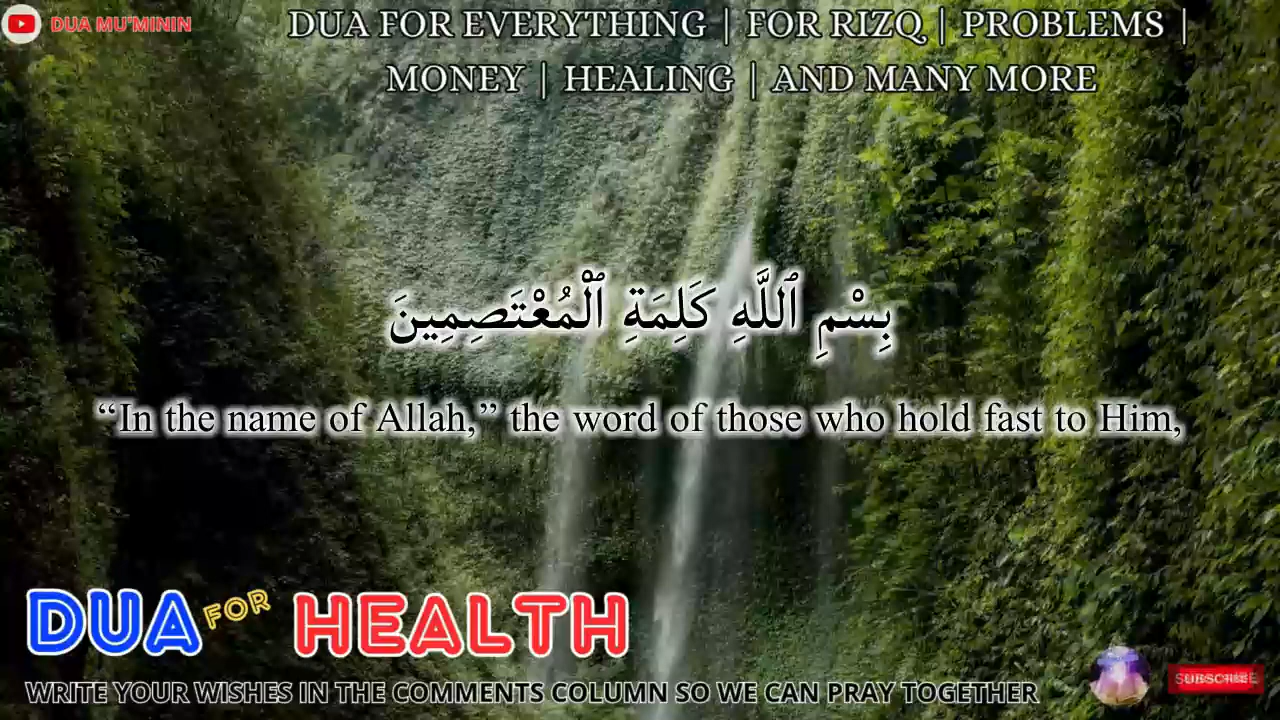 DUA MU'MININ
DUA FOR EVERYTHING | FOR RIZQ | PROBLEMS |
MONEY | HEALING | AND MANY MORE
بِسْمِ ٱللَّهِ كَلِمَةِ ٱلْمُعْتَصِمِينَ
“In the name of Allah,” the word of those who hold fast to Him,
DUA FOR HEALTH
WRITE YOUR WISHES IN THE COMMENTS COLUMN SO WE CAN PRAY TOGETHER
SUBSCRIBE